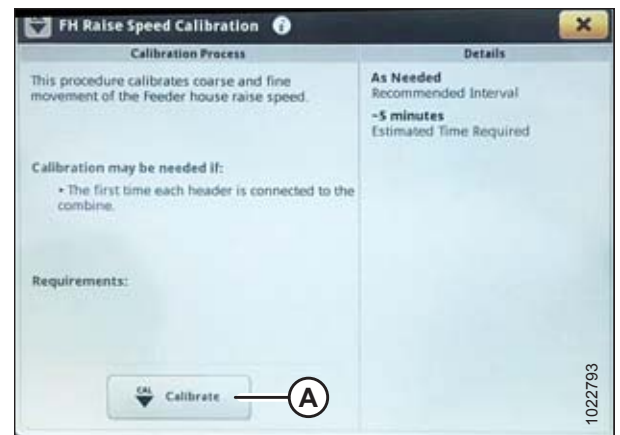 FH Raise Speed Calibration
Calibration Process
Details
This procedure calibrates coarse and fine
movement of the Feeder house raise speed.
As Needed
Recommended Interval
~5 minutes
Estimated Time Required
Calibration may be needed if:
• The first time each header is connected to the
combine.
Requirements:
CAL
Calibrate
A
1022793